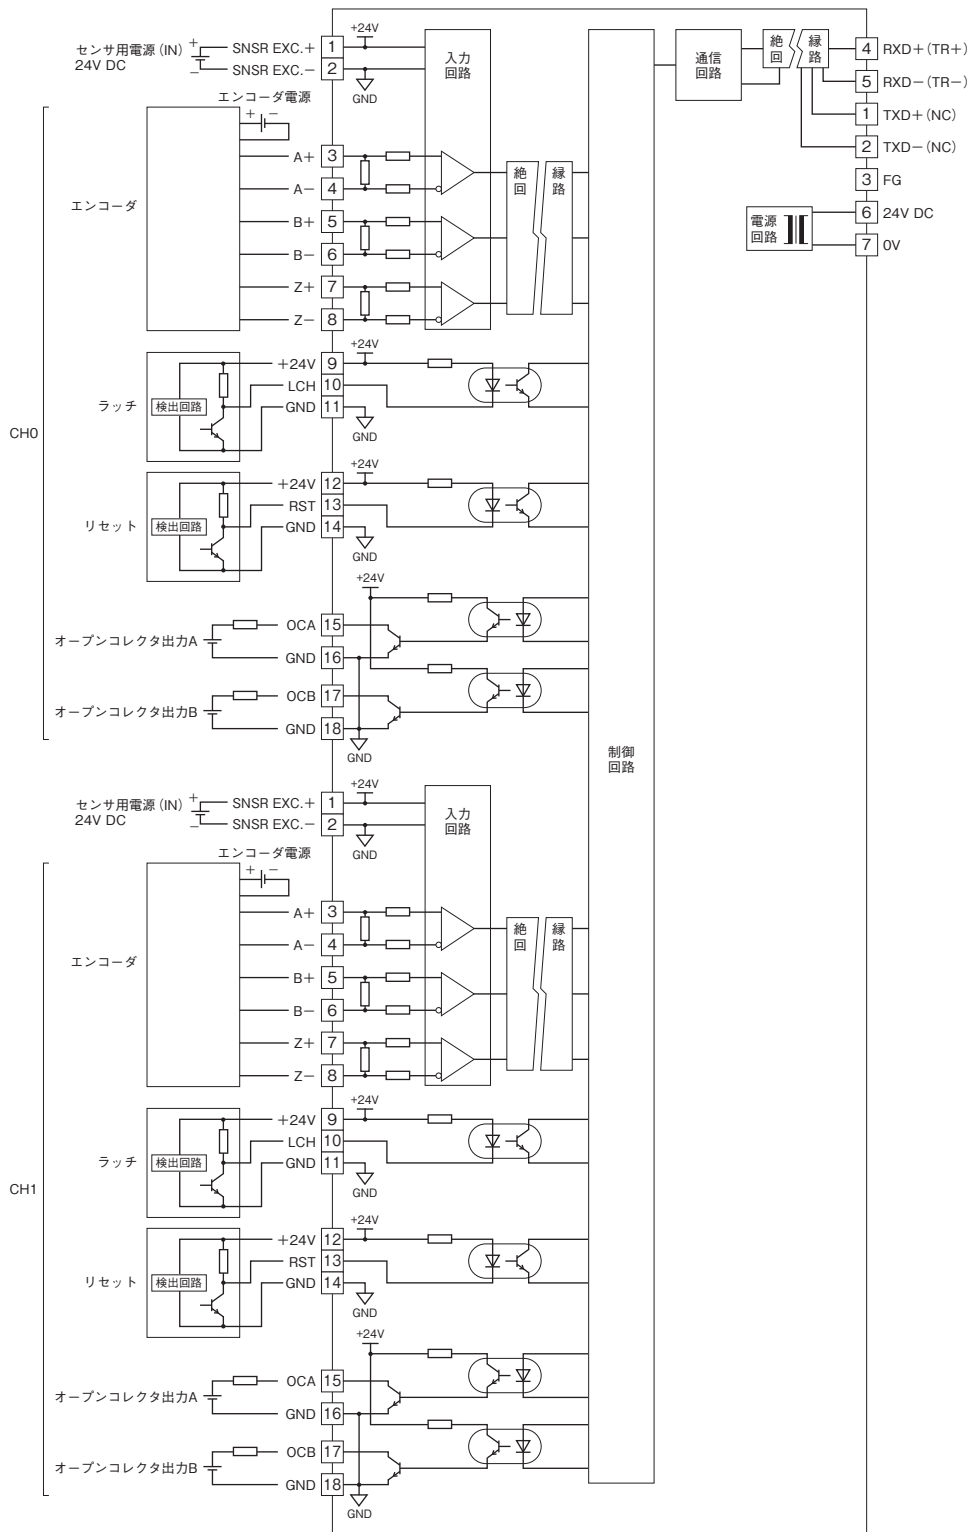 センサ用電源(IN)
24V DC
+
−
SNSR EXC.+ 1
SNSR EXC.− 2
+24V
GND
入力
回路
エンコーダ電源
+ −
エンコーダ
A+ 3
A− 4
B+ 5
B− 6
Z+ 7
Z− 8
絶 縁
回 路
CH0
ラッチ
検出回路
+24V 9
LCH 10
GND 11
+24V
GND
リセット
検出回路
+24V 12
RST 13
GND 14
+24V
GND
+24V
オープンコレクタ出力A
OCA 15
GND 16
オープンコレクタ出力B
OCB 17
GND 18
GND
センサ用電源(IN)
24V DC
+
−
SNSR EXC.+ 1
SNSR EXC.− 2
+24V
GND
入力
回路
エンコーダ電源
+ −
エンコーダ
A+ 3
A− 4
B+ 5
B− 6
Z+ 7
Z− 8
絶 縁
回 路
CH1
ラッチ
検出回路
+24V 9
LCH 10
GND 11
+24V
GND
リセット
検出回路
+24V 12
RST 13
GND 14
+24V
GND
+24V
オープンコレクタ出力A
OCA 15
GND 16
オープンコレクタ出力B
OCB 17
GND 18
GND
制御
回路
通信
回路
絶 縁
回 路
4 RXD+(TR+)
5 RXD−(TR−)
1 TXD+(NC)
2 TXD−(NC)
3 FG
電源
回路
6 24V DC
7 0V